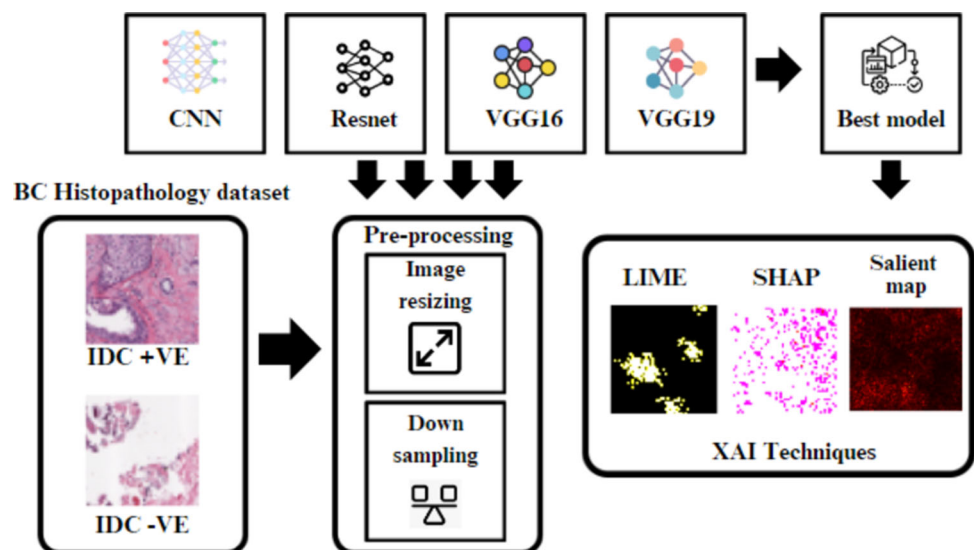 CNN
Resnet
VGG16
VGG19
Best model
BC Histopathology dataset
IDC +VE
IDC -VE
Pre-processing
Image
resizing
Down
sampling
LIME
SHAP
Salient
map
XAI Techniques